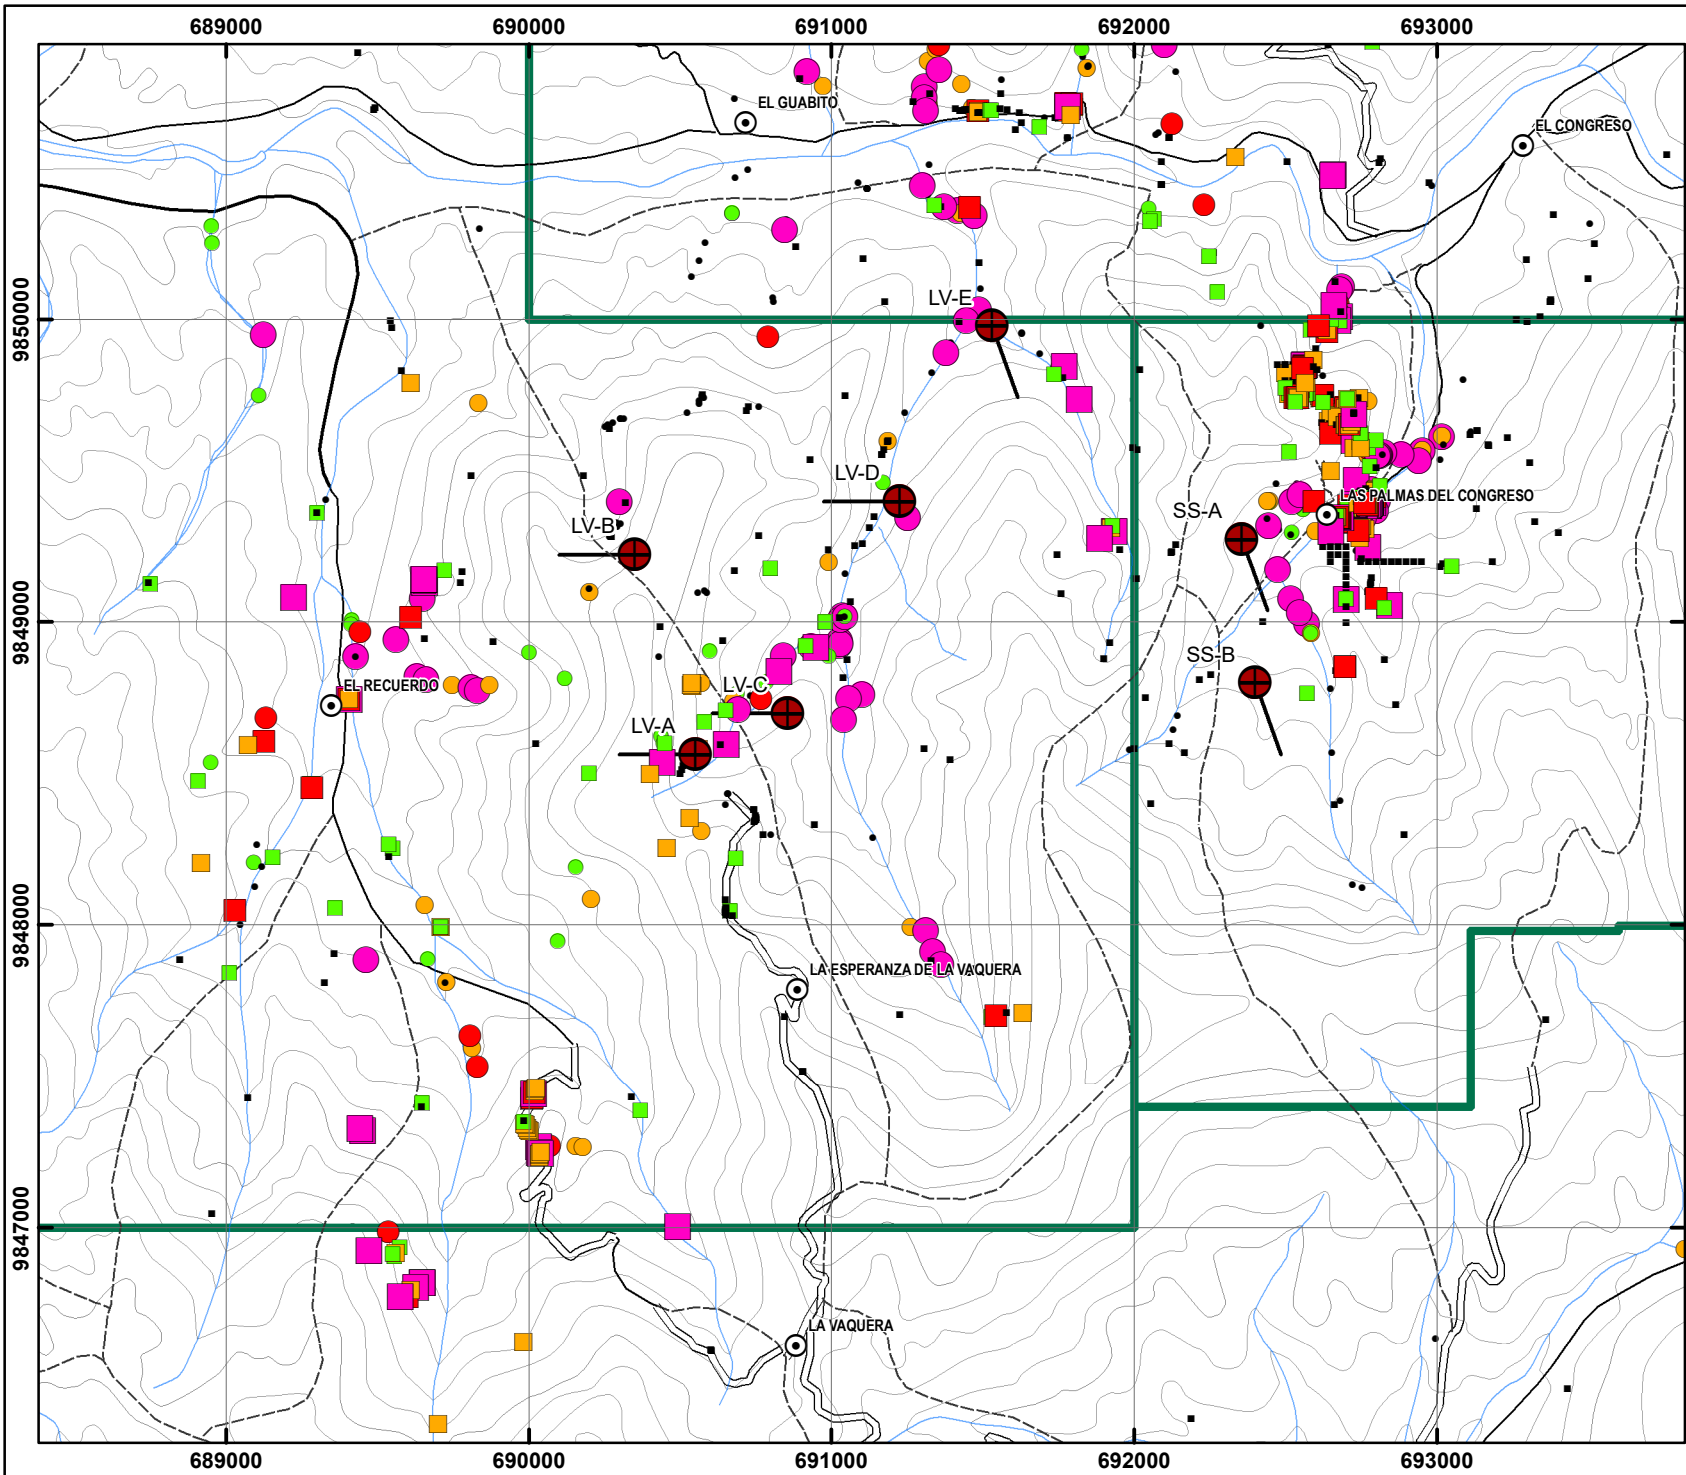 689000 690000 691000 692000 693000
EL GUABITO
EL CONGRESO
9850000
LV-E
LV-D
LAS PALMAS DEL CONGRESO
SS-A
LV-B
9849000
SS-B
EL RECUERDO
LV-C
LV-A
9848000
LA ESPERANZA DE LA VAQUERA
9847000
LA VAQUERA
689000 690000 691000 692000 693000